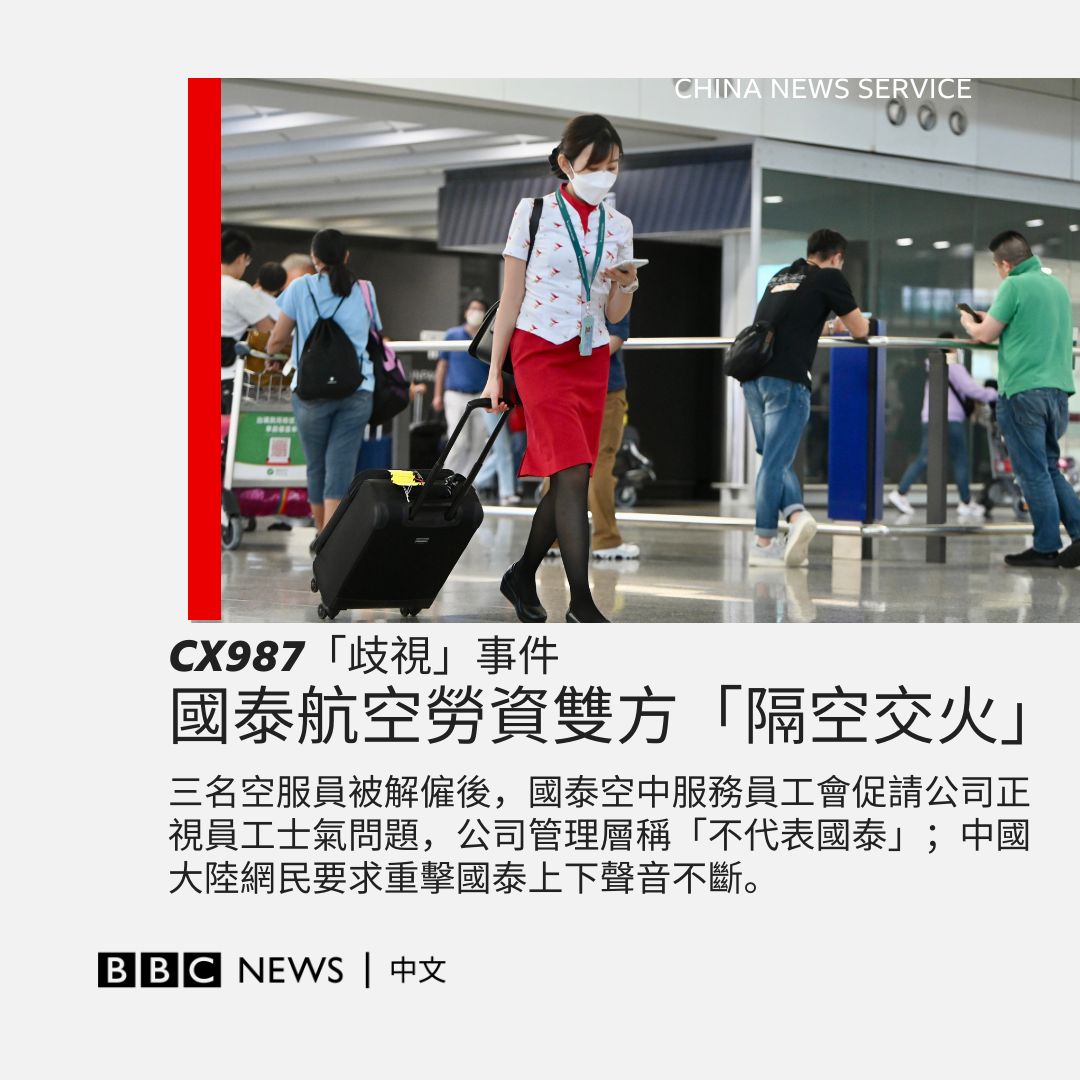 CHINA NEWS SERVICE
CX987「歧視」事件
國泰航空勞資雙方「隔空交火」
三名空服員被解僱後，國泰空中服務員工會促請公司正
視員工士氣問題，公司管理層稱「不代表國泰」；中國
大陸網民要求重擊國泰上下聲音不斷。
BBC NEWS | 中文